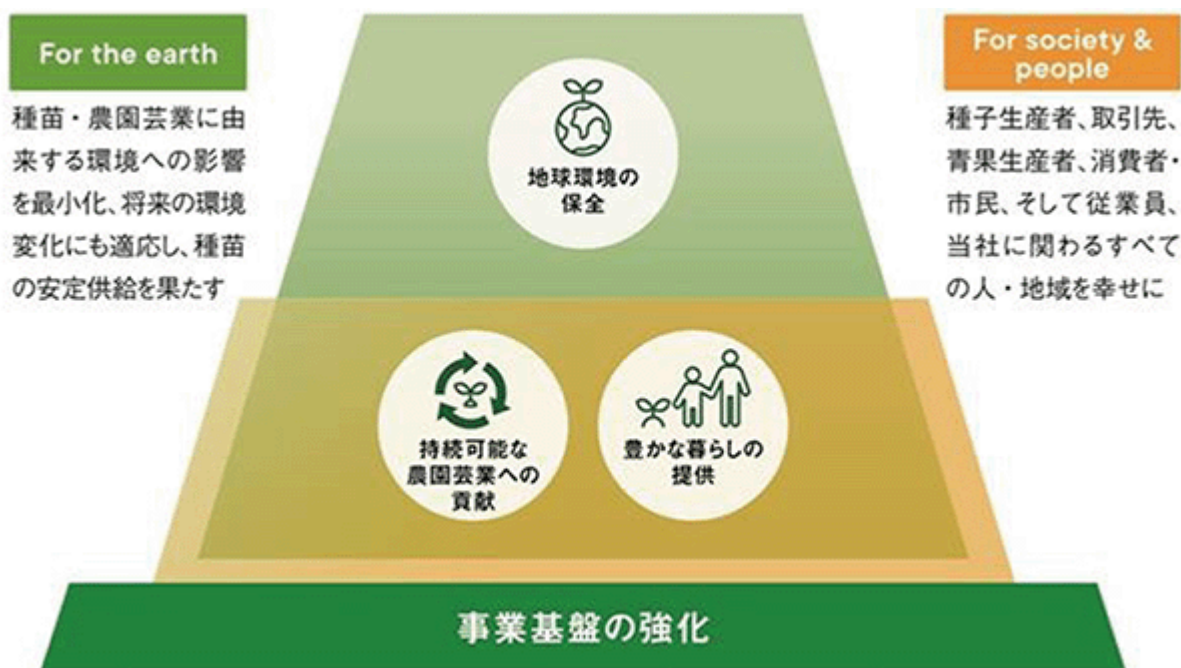 For the earth
種苗・農園芸業に由
来する環境への影響
を最小化、将来の環境
変化にも適応し、種苗
の安定供給を果たす
For society &
people
種子生産者、取引先、
青果生産者、消費者・
市民、そして従業員、
当社に関わるすべて
の人・地域を幸せに
地球環境の
保全
持続可能な
農園芸業への
貢献
豊かな暮らしの
提供
事業基盤の強化